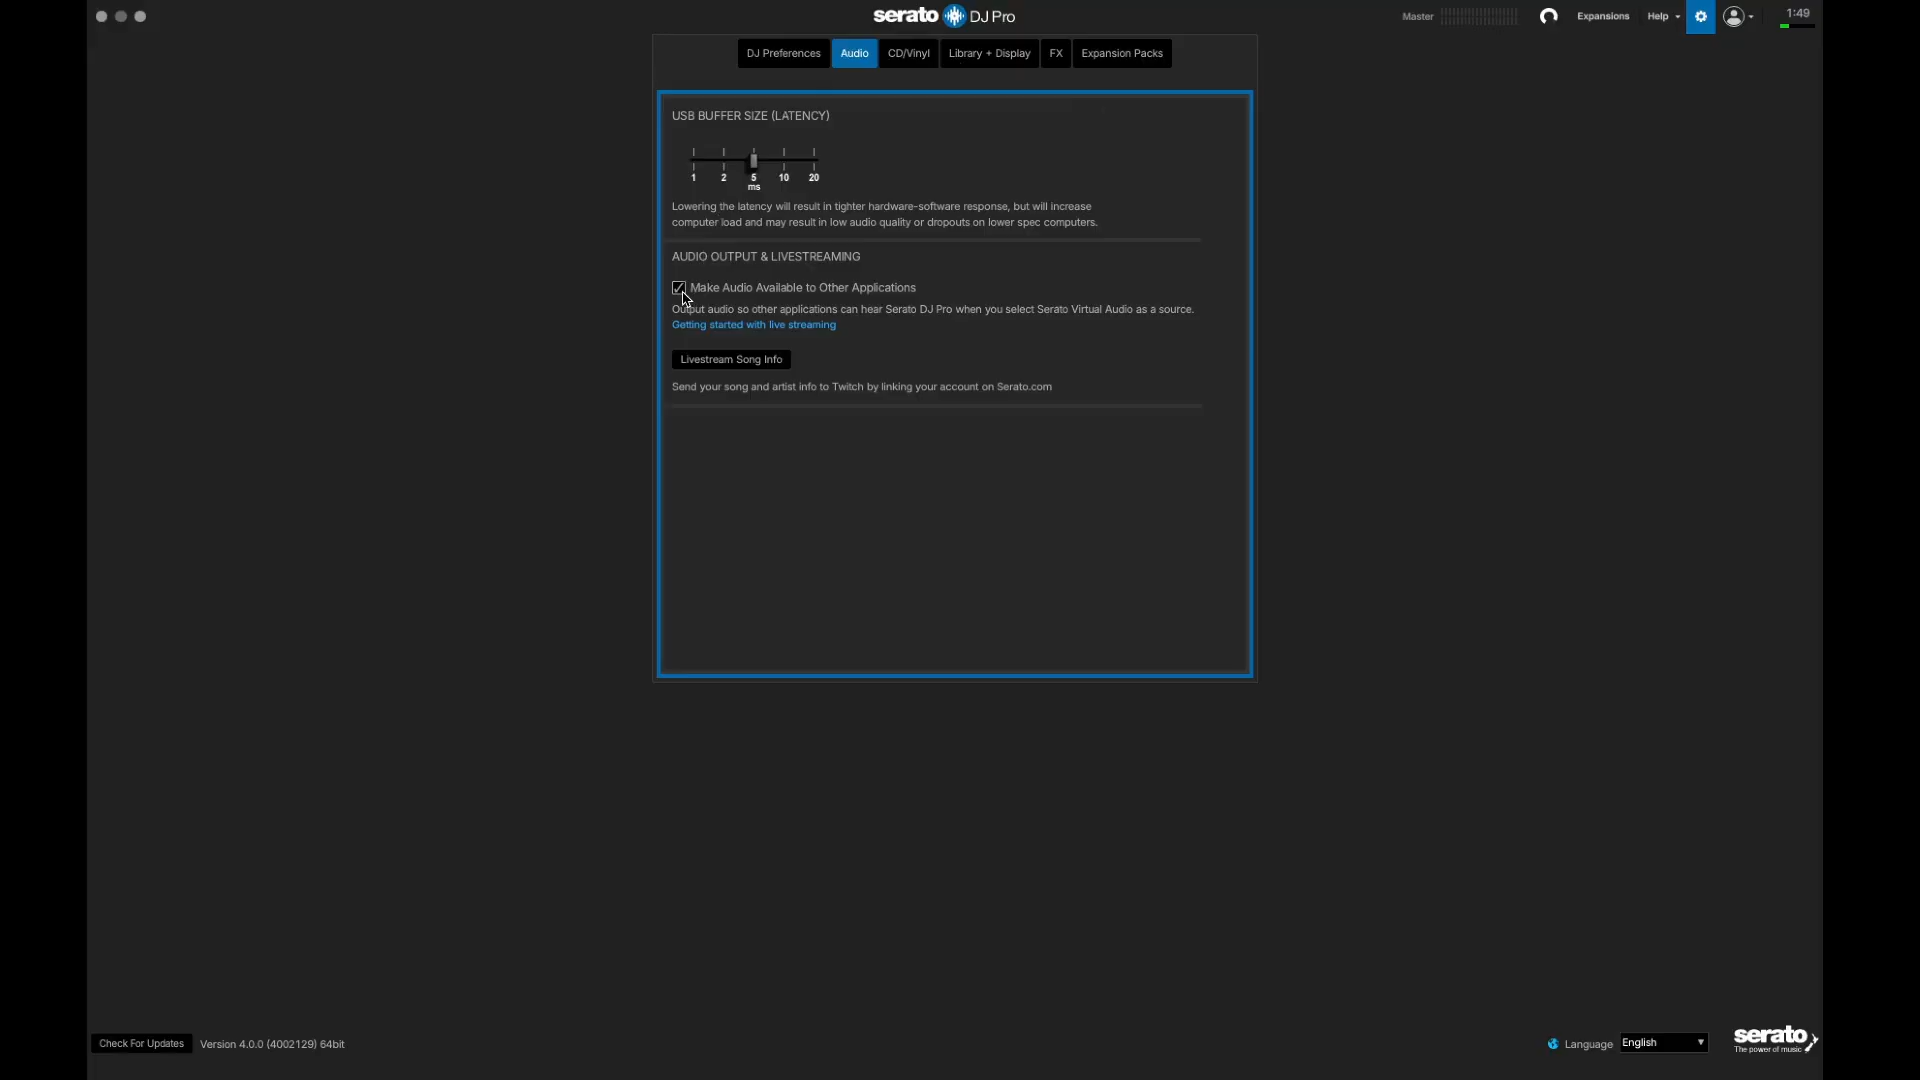 serato DJ Pro
Master
Expansions
Help
1:49
DJ Preferences
Audio
CD/Vinyl
Library + Display
FX
Expansion Packs
USB BUFFER SIZE (LATENCY)
1 2 5 10 20
ms
Lowering the latency will result in tighter hardware-software response, but will increase
computer load and may result in low audio quality or dropouts on lower spec computers.
AUDIO OUTPUT & LIVESTREAMING
Make Audio Available to Other Applications
Output audio so other applications can hear Serato DJ Pro when you select Serato Virtual Audio as a source.
Getting started with live streaming
Livestream Song Info
Send your song and artist info to Twitch by linking your account on Serato.com
Check For Updates
Version 4.0.0 (4002129) 64bit
Language
English
serato
The power of music